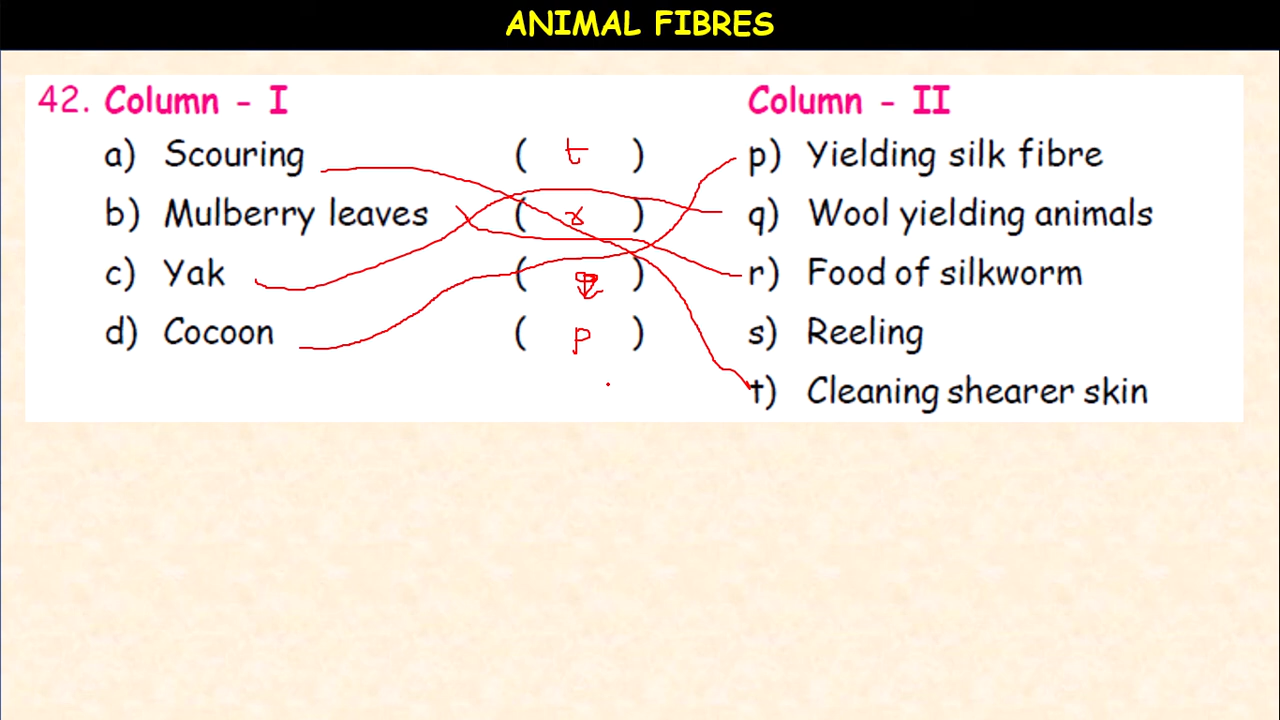 ANIMAL FIBRES
42. Column - I Column - II
a) Scouring ( t ) p) Yielding silk fibre
b) Mulberry leaves ( r ) q) Wool yielding animals
c) Yak ( q ) r) Food of silkworm
d) Cocoon ( p ) s) Reeling
t) Cleaning shearer skin